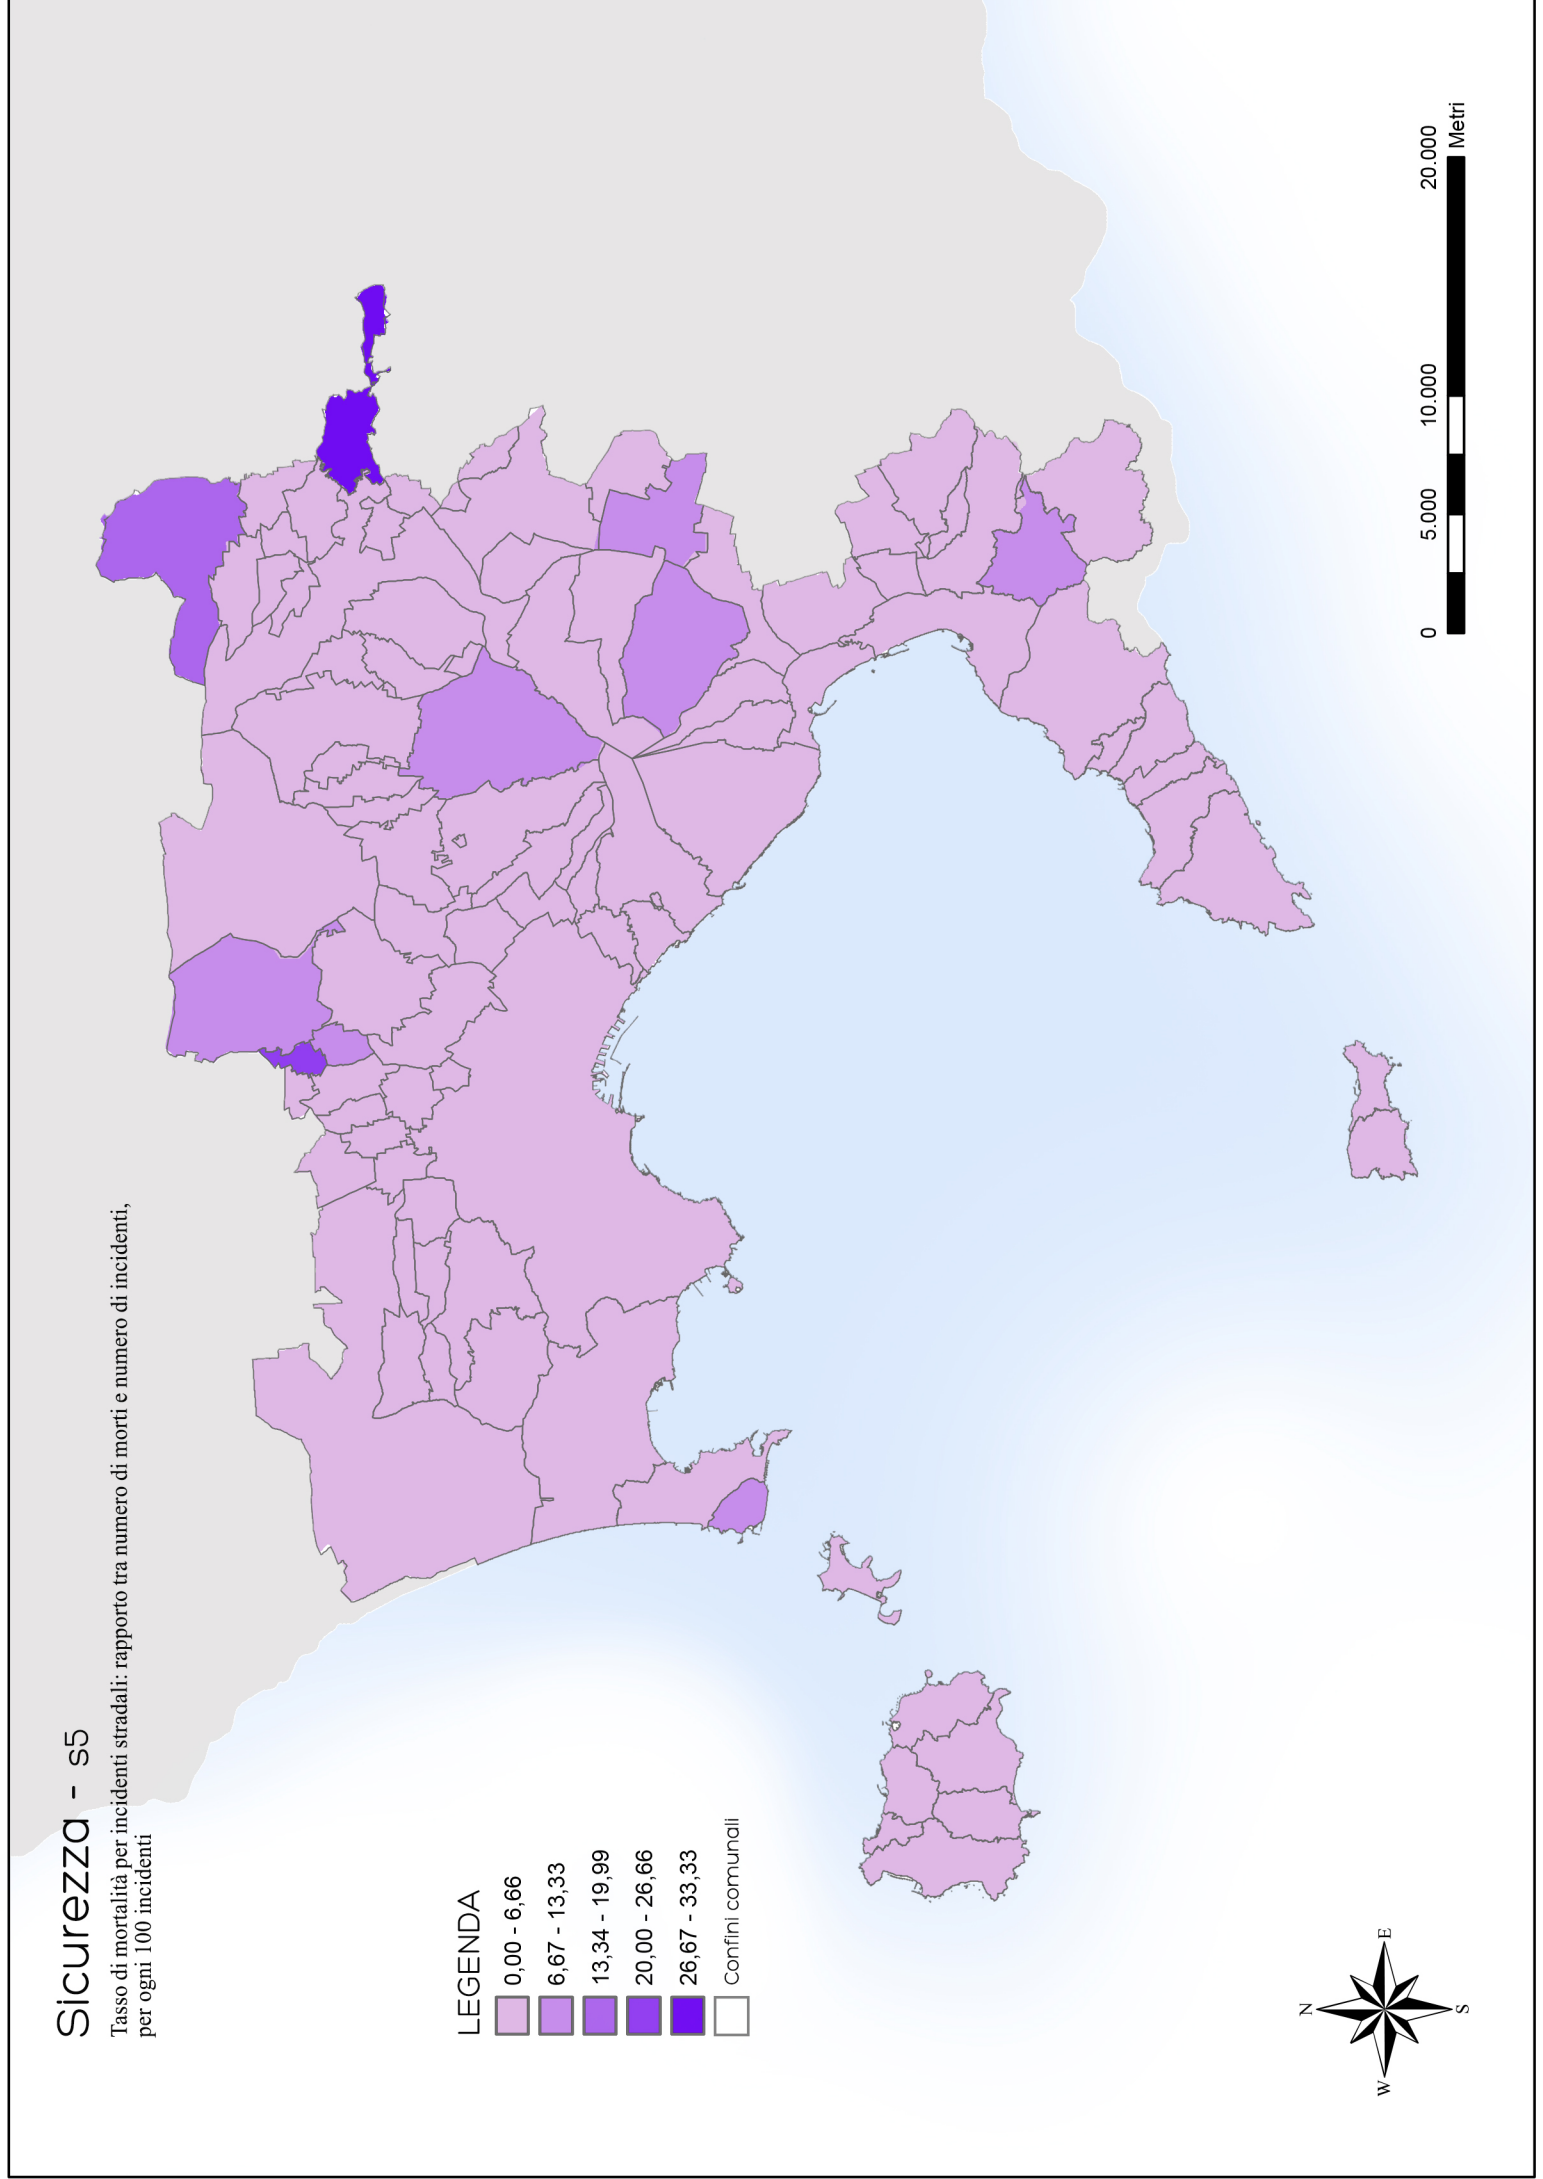 Sicurezza - s5
Tasso di mortalità per incidenti stradali: rapporto tra numero di morti e numero di incidenti,
per ogni 100 incidenti
LEGENDA
0,00 - 6,66
6,67 - 13,33
13,34 - 19,99
20,00 - 26,66
26,67 - 33,33
Confini comunali
N
W E
S
0 5.000 10.000 20.000
Metri